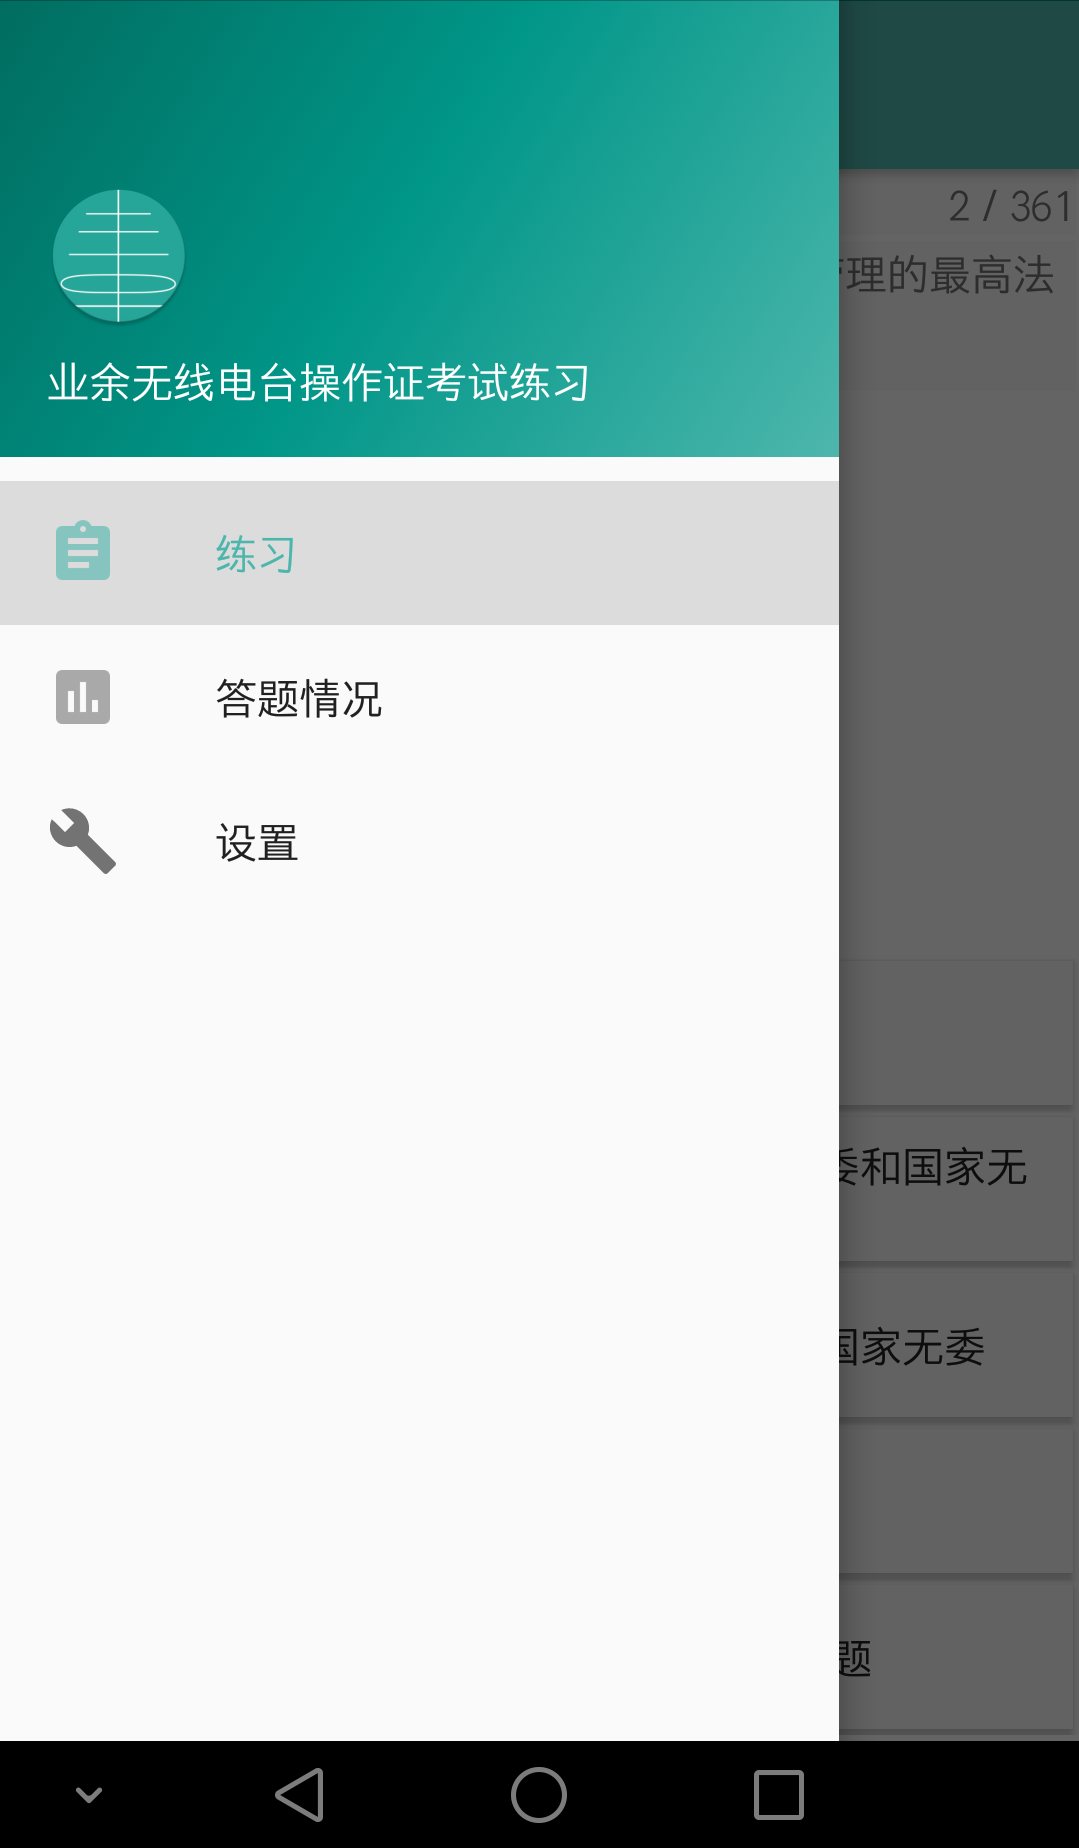 2 / 361
理的最高法
业余无线电台操作证考试练习
练习
答题情况
设置
委和国家无
国家无委
题